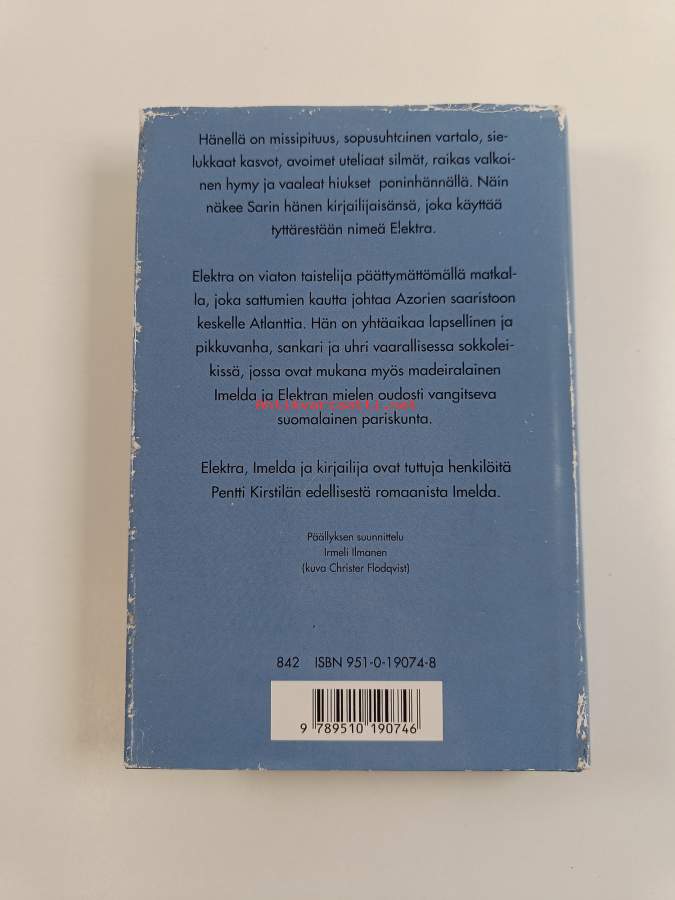 Hänellä on missipituus, sopusuhtainen vartalo, sie-
lukkaat kasvot, avoimet uteliaat silmät, raikas valkoi-
nen hymy ja vaaleat hiukset poninhännällä. Näin
näkee Sarin hänen kirjailijaisänsä, joka käyttää
tyttärestään nimeä Elektra.
Elektra on viaton taistelija päättymättömällä matkal-
la, joka sattumien kautta johtaa Azorien saaristoon
keskelle Atlanttia. Hän on yhtäaikaa lapsellinen ja
pikkuvanha, sankari ja uhri vaarallisessa sokkolei-
kissä, jossa ovat mukana myös madeiralainen
Imelda ja Elektran mielen oudosti vangitseva
Antikvariaatti.net
suomalainen pariskunta.
Elektra, Imelda ja kirjailija ovat tuttuja henkilöitä
Pentti Kirstilän edellisestä romaanista Imelda.
Päällyksen suunnittelu
Irmeli Ilmanen
(kuva Christer Flodqvist)
842 ISBN 951-0-19074-8
9 789510 190746